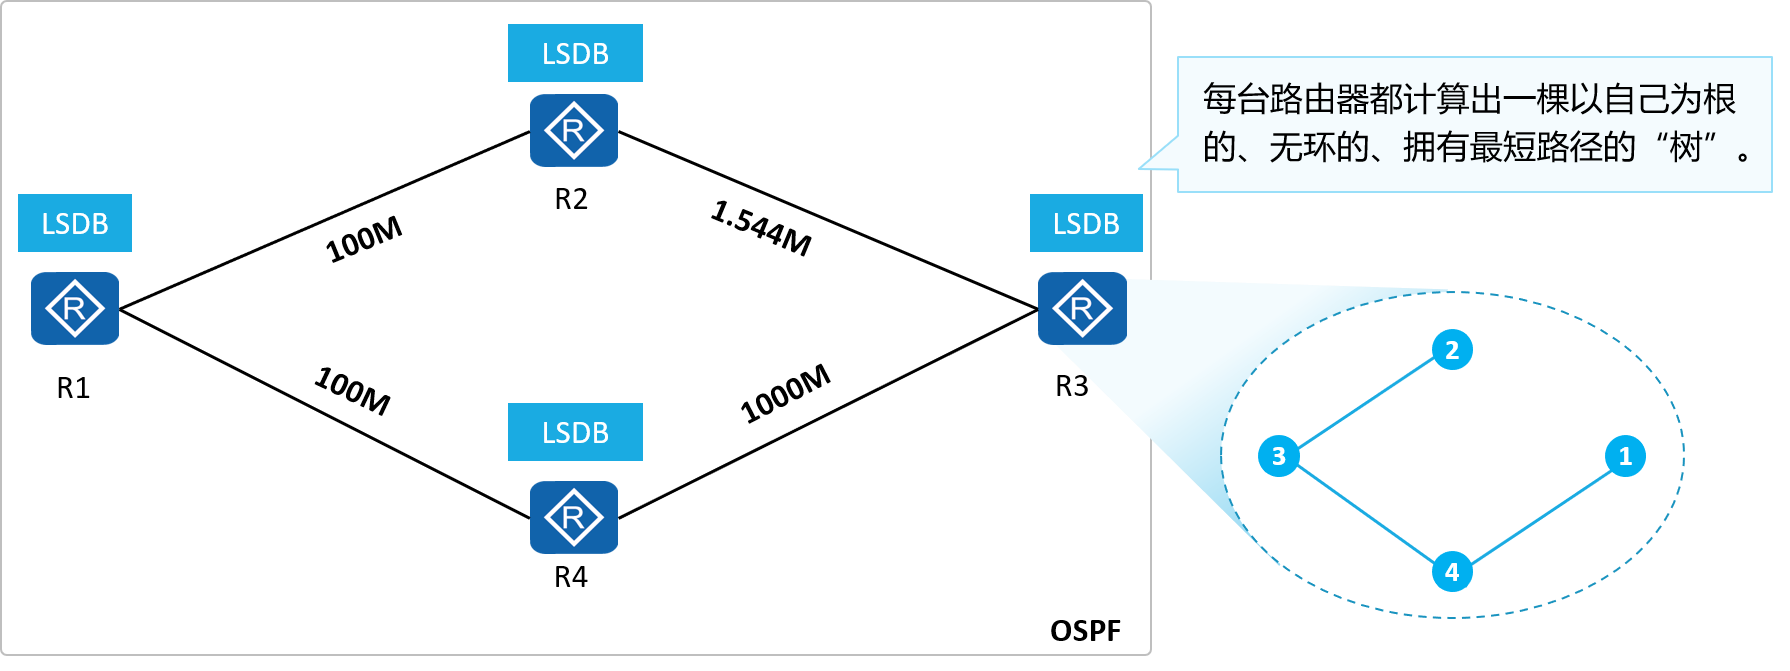 LSDB
R
R2
LSDB
R
R1
100M
1.544M
LSDB
R
R3
100M
1000M
LSDB
R
R4
OSPF
每台路由器都计算出一棵以自己为根
的、无环的、拥有最短路径的“树”。
2
3
1
4